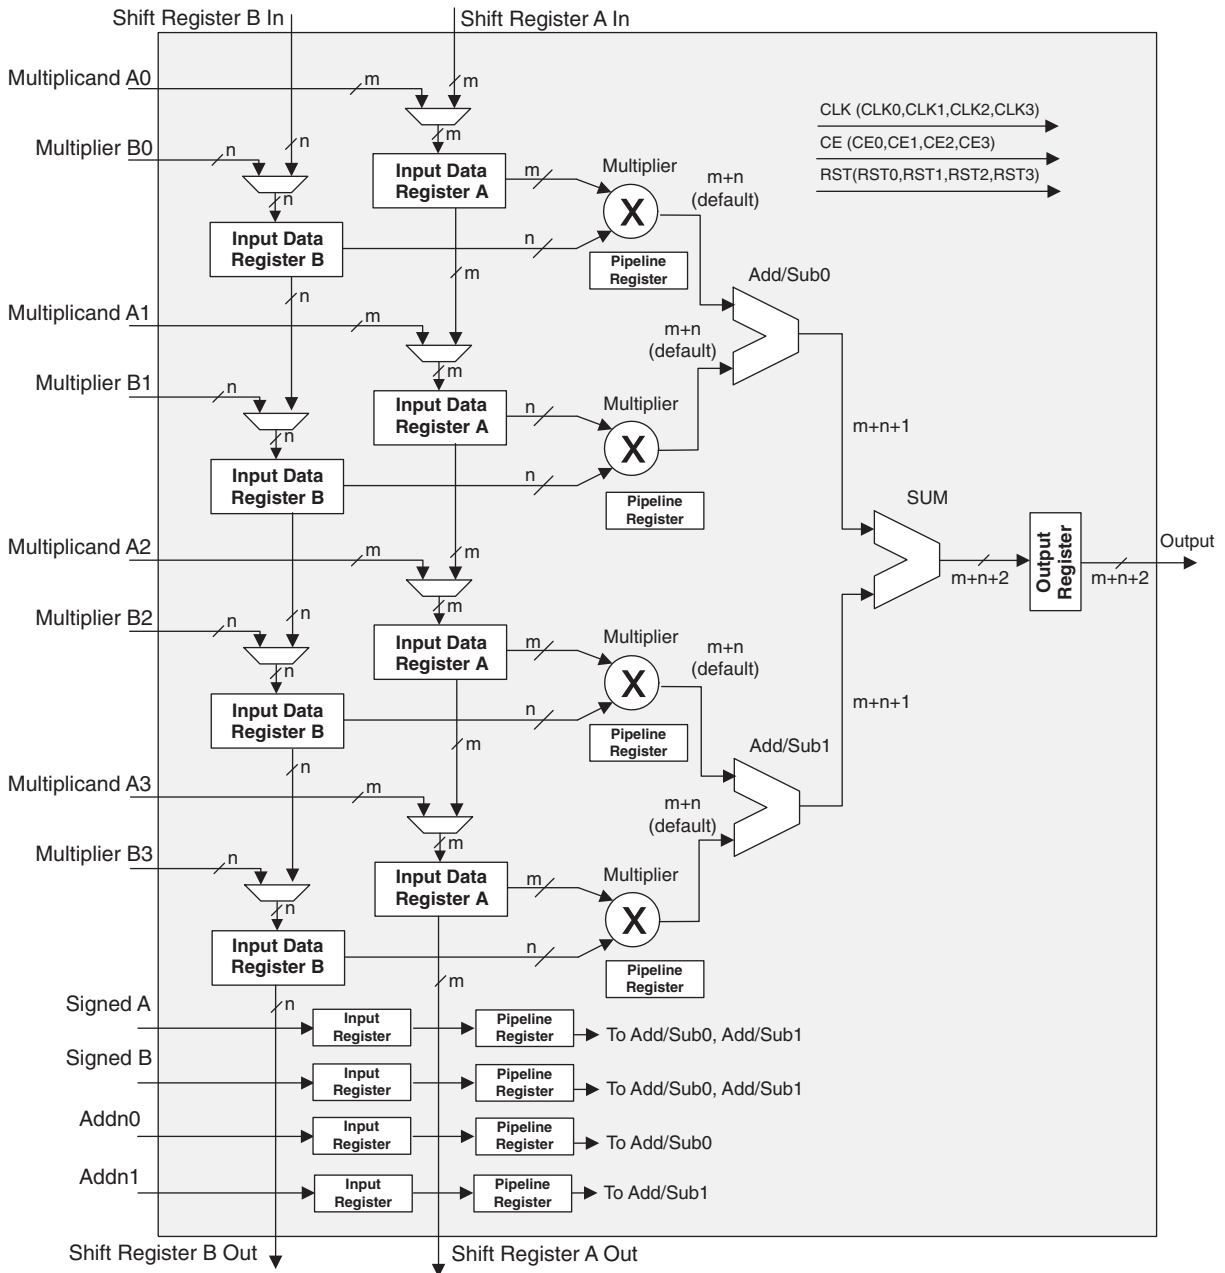 Shift Register B In
Shift Register A In
Multiplicand A0
m
m
CLK (CLK0,CLK1,CLK2,CLK3)
CE (CE0,CE1,CE2,CE3)
RST(RST0,RST1,RST2,RST3)
Multiplier B0
n
n
m
Input Data
Register A
m
Multiplier
X
m+n
(default)
n
Input Data
Register B
n
Pipeline
Register
m
n
Add/Sub0
Multiplicand A1
m
m+n
(default)
m
Multiplier B1
n
Input Data
Register A
n
Multiplier
X
m+n+1
n
Input Data
Register B
n
Pipeline
Register
SUM
Multiplicand A2
m
m
Output
Register
Output
m+n+2
m+n+2
m
Multiplier B2
n
n
Input Data
Register A
m
Multiplier
X
m+n
(default)
n
Input Data
Register B
n
Pipeline
Register
m+n+1
m
n
Add/Sub1
Multiplicand A3
m
m+n
(default)
m
Multiplier B3
n
Input Data
Register A
m
Multiplier
X
n
Input Data
Register B
n
Pipeline
Register
m
n
Signed A
Input
Register
Pipeline
Register
To Add/Sub0, Add/Sub1
Signed B
Input
Register
Pipeline
Register
To Add/Sub0, Add/Sub1
Addn0
Input
Register
Pipeline
Register
To Add/Sub0
Addn1
Input
Register
Pipeline
Register
To Add/Sub1
Shift Register B Out
Shift Register A Out